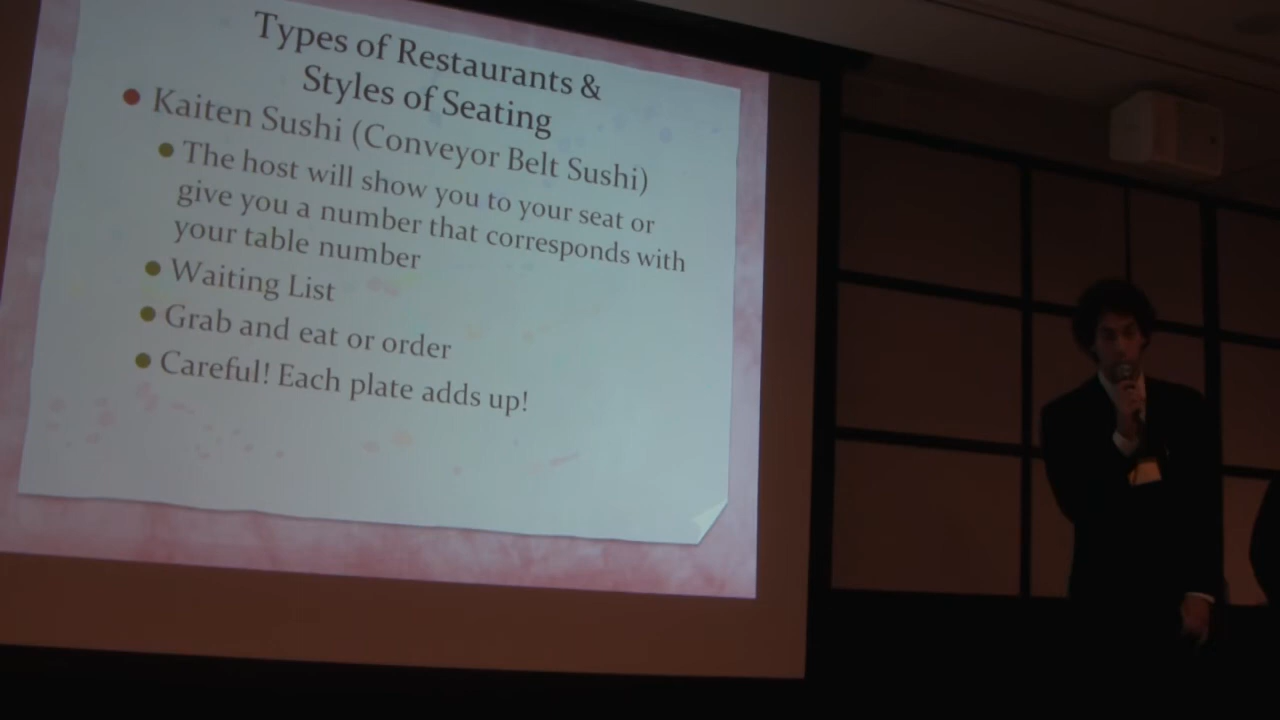 Types of Restaurants &
Styles of Seating
Kaiten Sushi (Conveyor Belt Sushi)
The host will show you to your seat or
give you a number that corresponds with
your table number
Waiting List
Grab and eat or order
Careful! Each plate adds up!